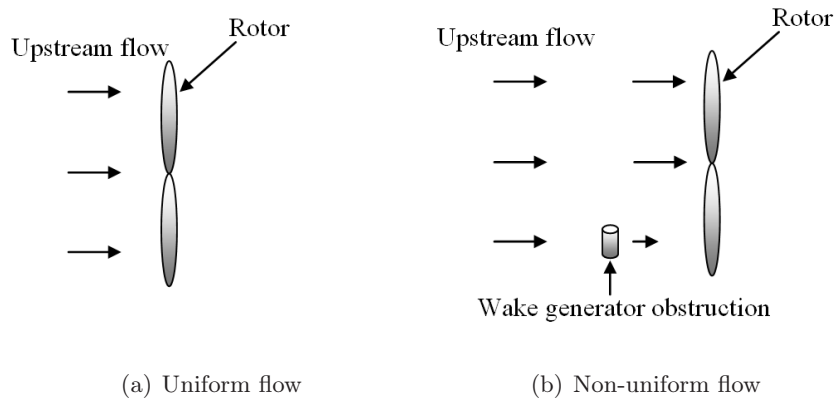 Rotor
Upstream flow
(a) Uniform flow
Upstream flow
Rotor
Wake generator obstruction
(b) Non-uniform flow